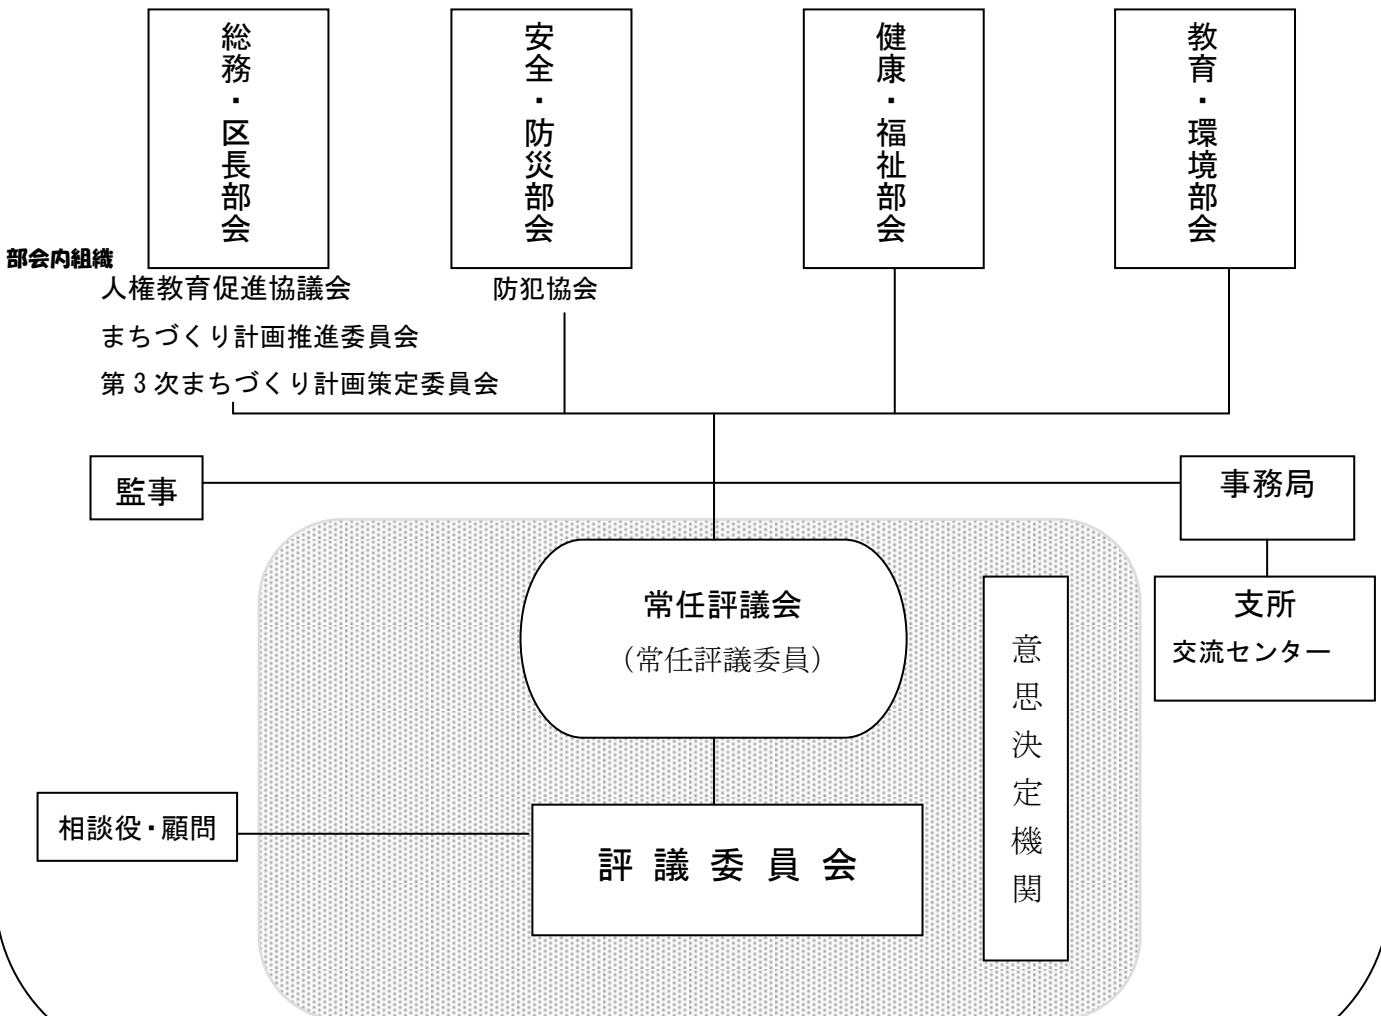 総務・区長部会
安全・防災部会
健康・福祉部会
教育・環境部会
部会内組織
人権教育促進協議会
防犯協会
まちづくり計画推進委員会
第3次まちづくり計画策定委員会
監事
事務局
常任評議会
（常任評議委員）
支所
交流センター
意思決定機関
相談役・顧問
評議委員会